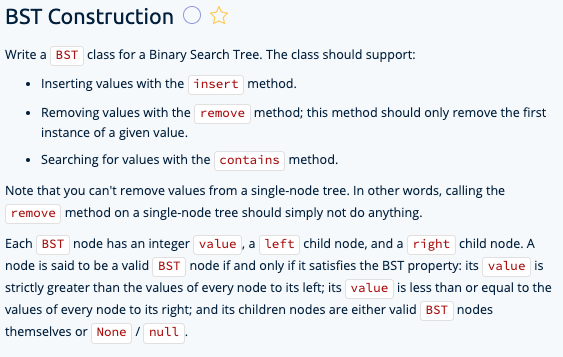 BST Construction
Write a BST class for a Binary Search Tree. The class should support:
• Inserting values with the insert method.
• Removing values with the remove method; this method should only remove the first
instance of a given value.
• Searching for values with the contains method.
Note that you can't remove values from a single-node tree. In other words, calling the
remove method on a single-node tree should simply not do anything.
Each BST node has an integer value, a left child node, and a right child node. A
node is said to be a valid BST node if and only if it satisfies the BST property: its value is
strictly greater than the values of every node to its left; its value is less than or equal to the
values of every node to its right; and its children nodes are either valid BST nodes
themselves or None / null.